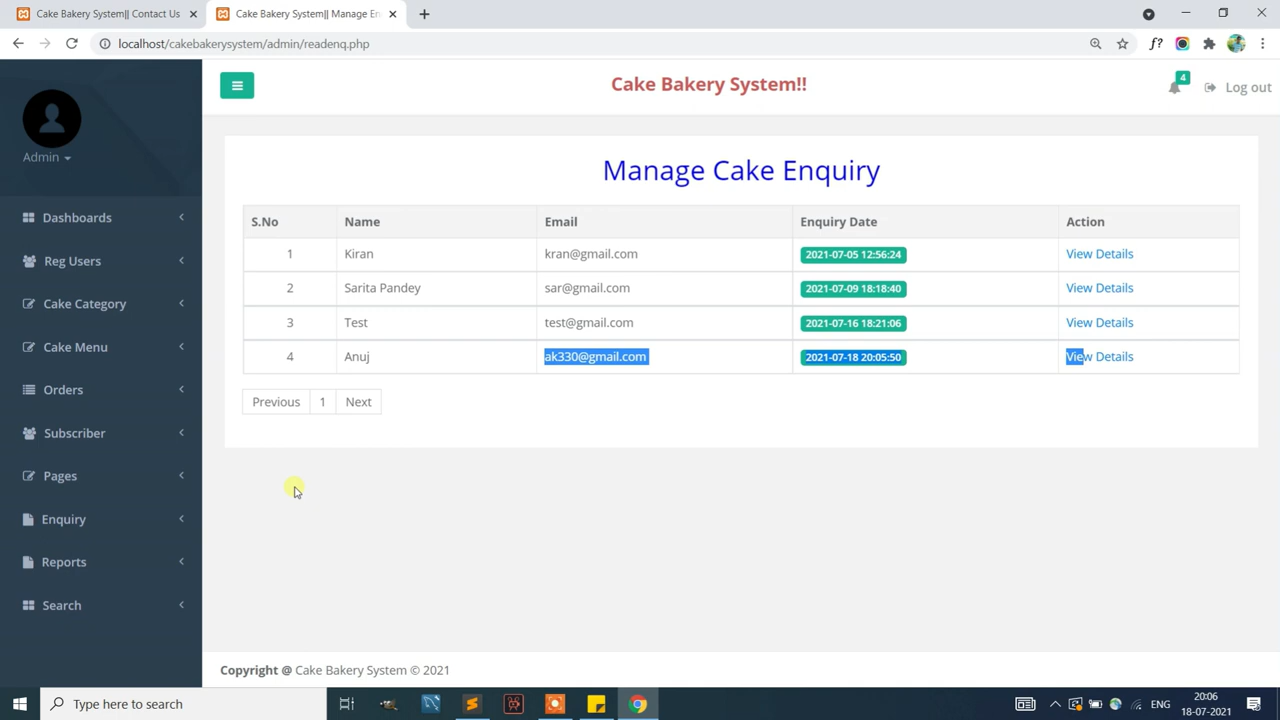 Cake Bakery System|| Contact Us
Cake Bakery System|| Manage En
localhost/cakebakerysystem/admin/readenq.php
f?
Cake Bakery System!!
4
Log out
Admin
Dashboards
Reg Users
Cake Category
Cake Menu
Orders
Subscriber
Pages
Enquiry
Reports
Search
Manage Cake Enquiry
S.No Name Email Enquiry Date Action
1 Kiran kran@gmail.com 2021-07-05 12:56:24 View Details
2 Sarita Pandey sar@gmail.com 2021-07-09 18:18:40 View Details
3 Test test@gmail.com 2021-07-16 18:21:06 View Details
4 Anuj ak330@gmail.com 2021-07-18 20:05:50 View Details
Previous 1 Next
Copyright @ Cake Bakery System © 2021
Type here to search
ENG
20:06
18-07-2021